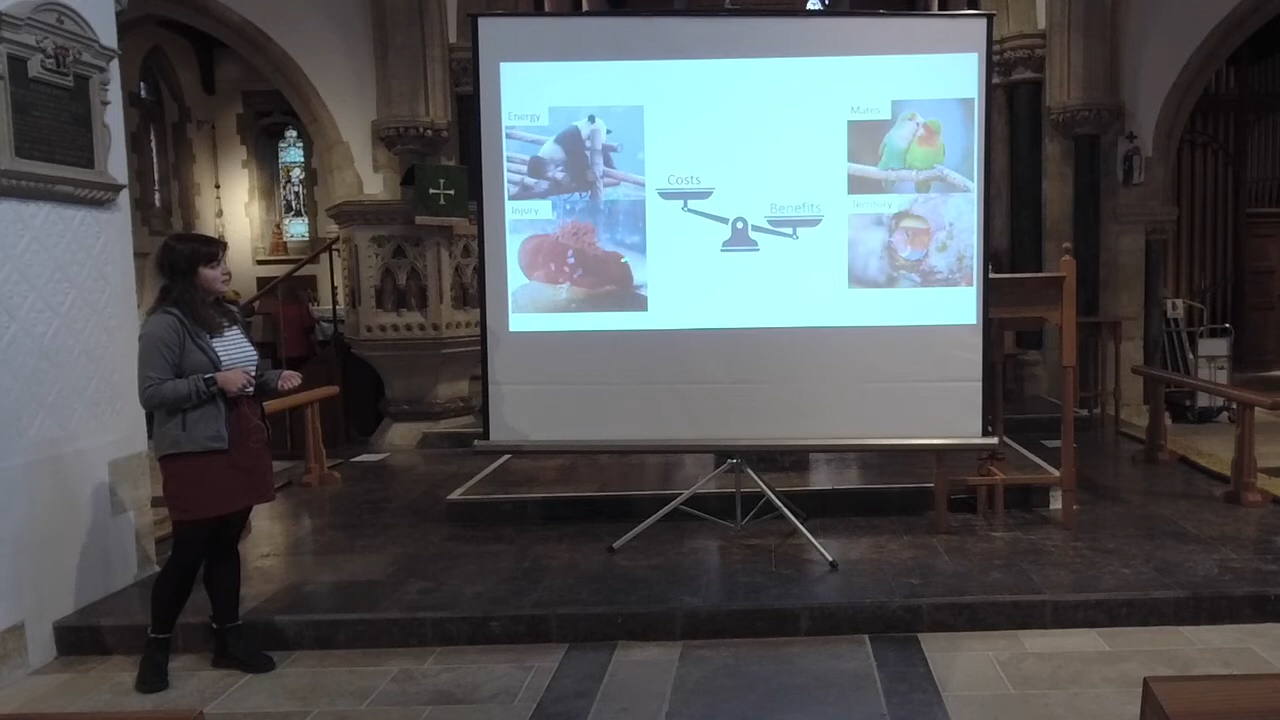 Energy
Injury
Costs
Benefits
Mates
Territory